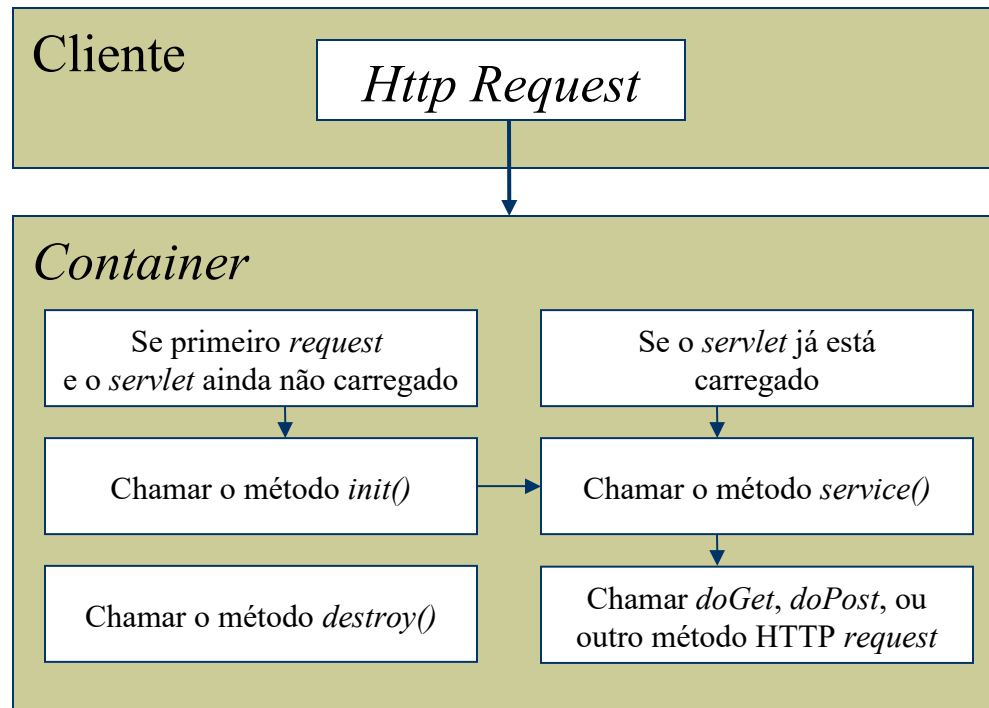 Cliente
Http Request
Container
Se primeiro request
e o servlet ainda não carregado
Se o servlet já está
carregado
Chamar o método init()
Chamar o método service()
Chamar o método destroy()
Chamar doGet, doPost, ou
outro método HTTP request